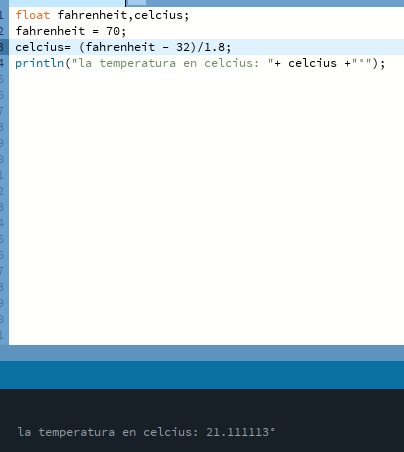 float fahrenheit,celcius;
fahrenheit = 70;
celcius= (fahrenheit - 32)/1.8;
println("la temperatura en celcius: "+ celcius +"°");
la temperatura en celcius: 21.111113°